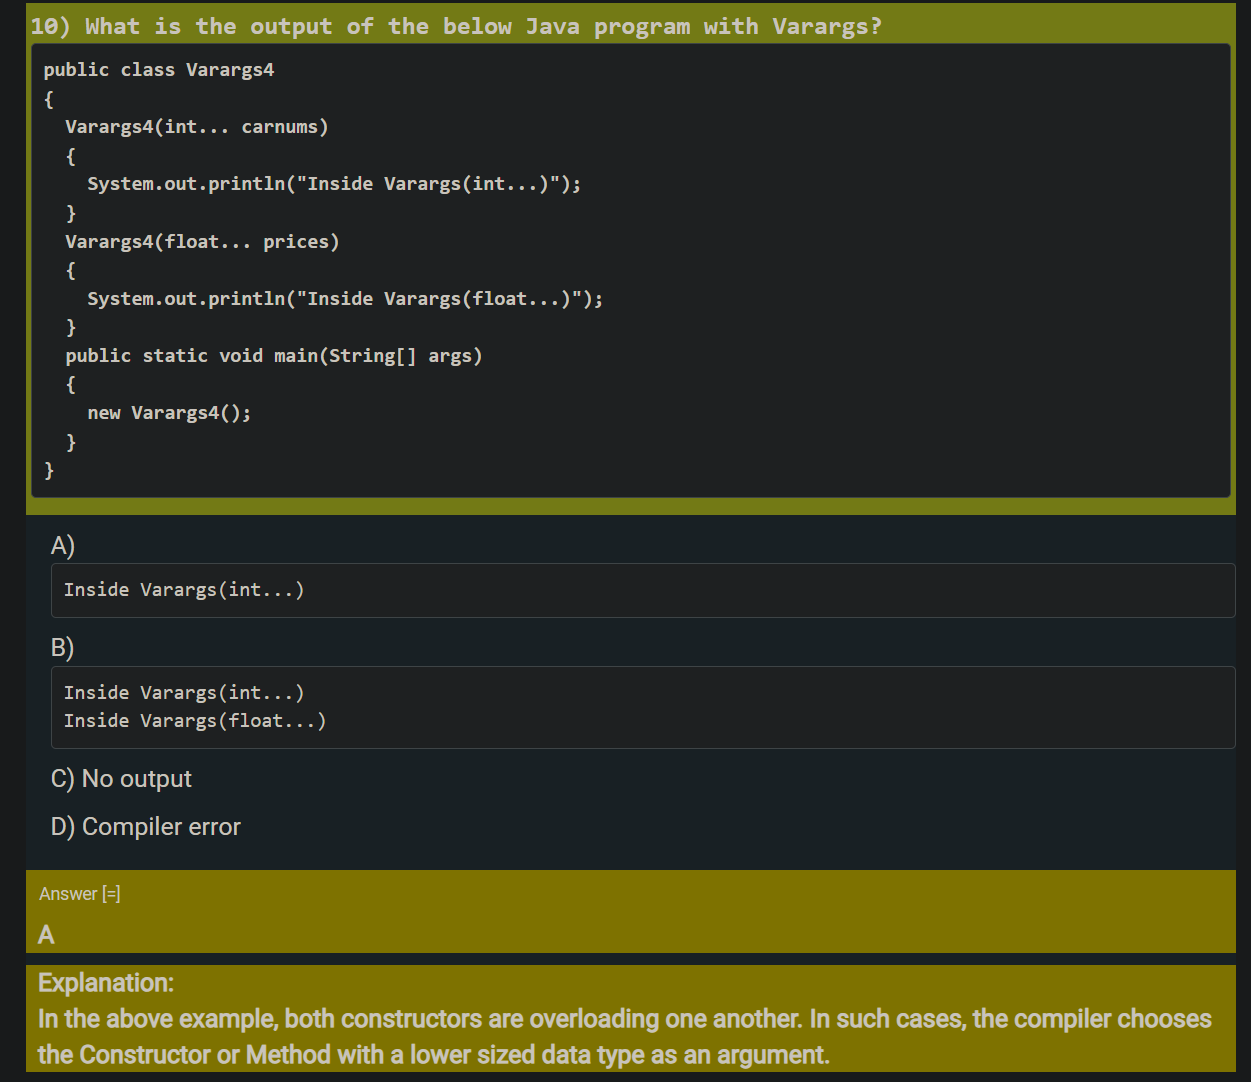 10) What is the output of the below Java program with Varargs?
public class Varargs4
{
  Varargs4(int... carnums)
  {
    System.out.println("Inside Varargs(int...)");
  }
  Varargs4(float... prices)
  {
    System.out.println("Inside Varargs(float...)");
  }
  public static void main(String[] args)
  {
    new Varargs4();
  }
}
A)
Inside Varargs(int...)
B)
Inside Varargs(int...)
Inside Varargs(float...)
C) No output
D) Compiler error
Answer [=]
A
Explanation:
In the above example, both constructors are overloading one another. In such cases, the compiler chooses
the Constructor or Method with a lower sized data type as an argument.